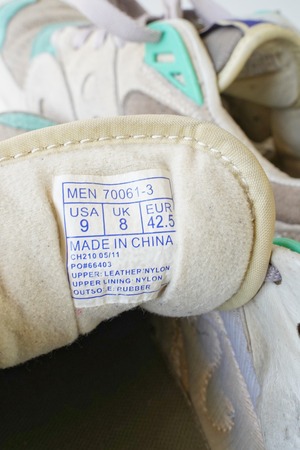 MEN 70061-3
USA UK EUR
9 8 42.5
MADE IN CHINA
CH210 05/11
PO#66403
UPPER: LEATHER/NYLON
UPPER LINING: NYLON
OUTSO E: RUBBER